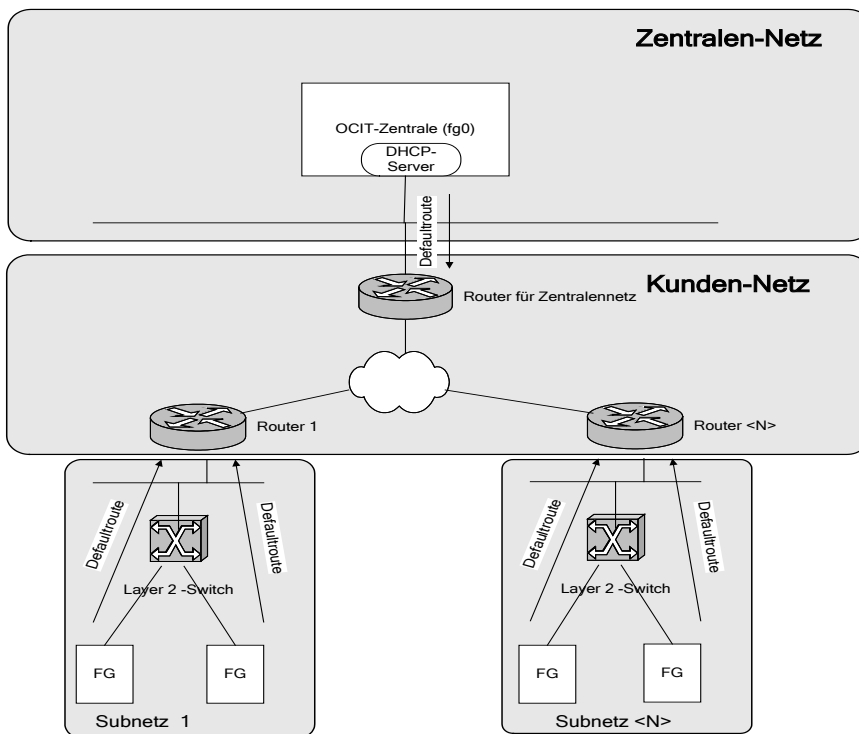 Zentralen-Netz
OCIT-Zentrale (fg0)
DHCP-
Server
Defaultroute
Kunden-Netz
Router für Zentralennetz
Router 1
Router <N>
Defaultroute
Defaultroute
Defaultroute
Defaultroute
Layer 2 -Switch
Layer 2 -Switch
FG
FG
FG
FG
Subnetz 1
Subnetz <N>